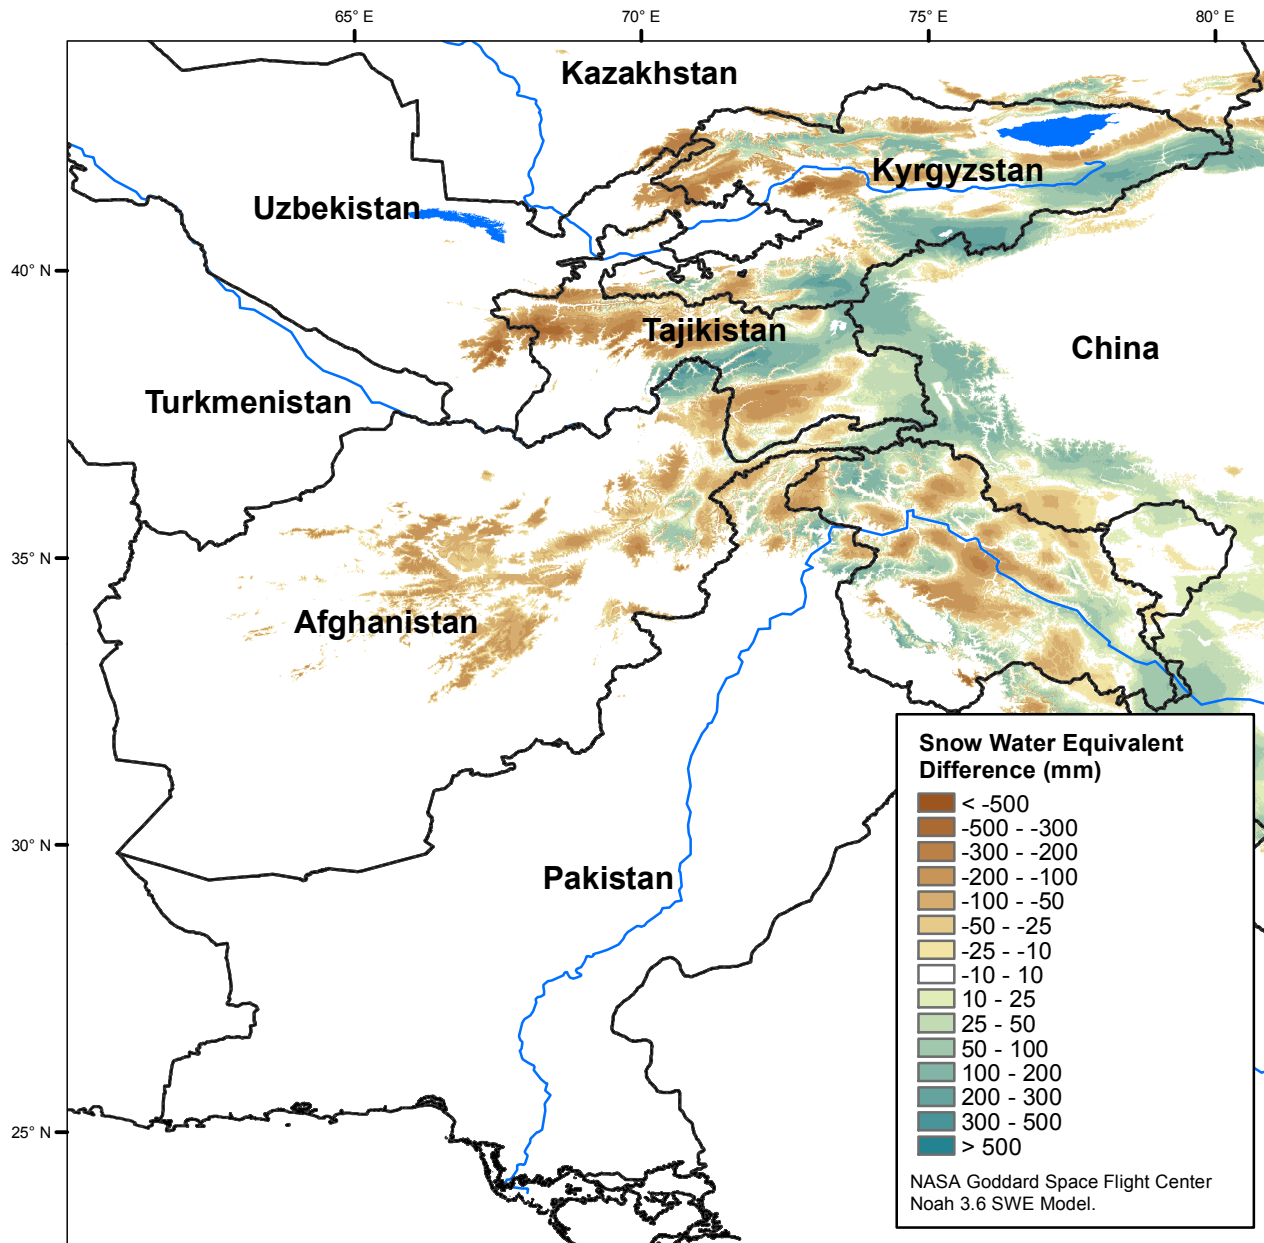 65° E
70° E
75° E
80° E
Kazakhstan
Kyrgyzstan
Uzbekistan
40° N
Tajikistan
China
Turkmenistan
35° N
Afghanistan
30° N
Pakistan
25° N
Snow Water Equivalent
Difference (mm)
< -500
-500 - -300
-300 - -200
-200 - -100
-100 - -50
-50 - -25
-25 - -10
-10 - 10
10 - 25
25 - 50
50 - 100
100 - 200
200 - 300
300 - 500
> 500
NASA Goddard Space Flight Center
Noah 3.6 SWE Model.